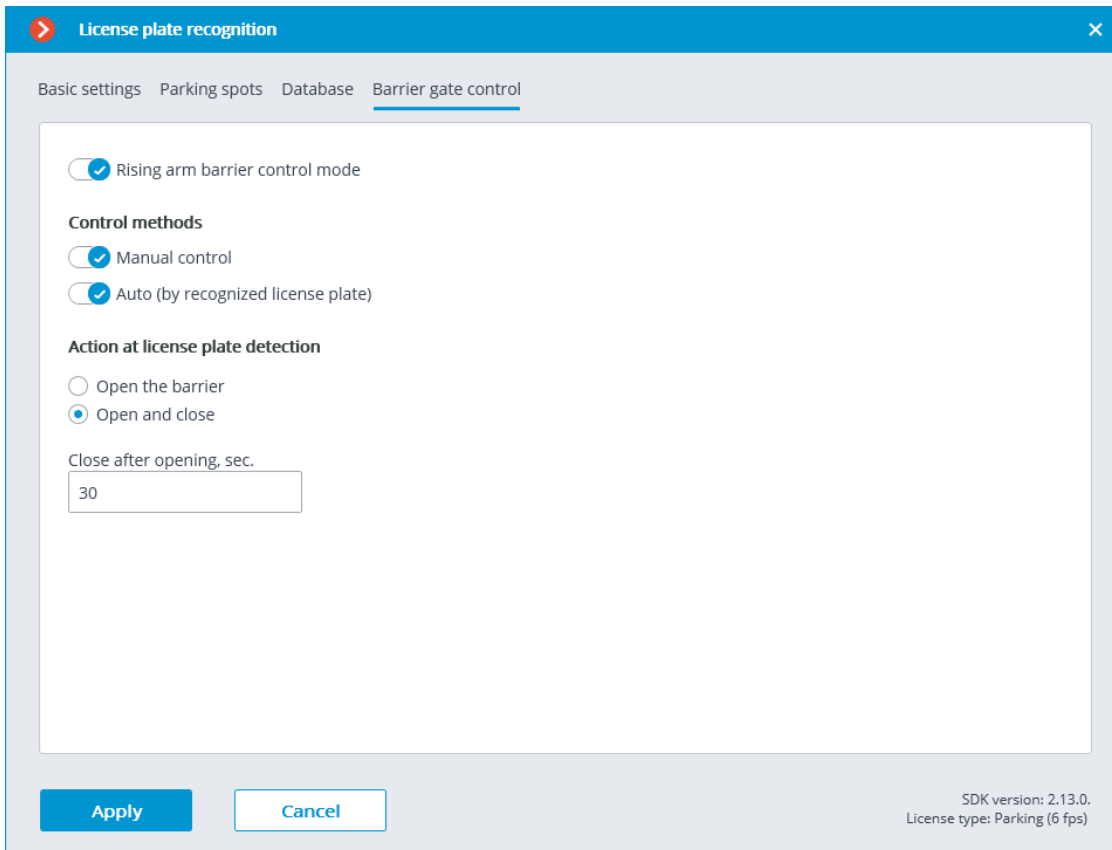 License plate recognition
Basic settings Parking spots Database Barrier gate control
Rising arm barrier control mode
Control methods
Manual control
Auto (by recognized license plate)
Action at license plate detection
Open the barrier
Open and close
Close after opening, sec.
30
Apply Cancel
SDK version: 2.13.0.
License type: Parking (6 fps)